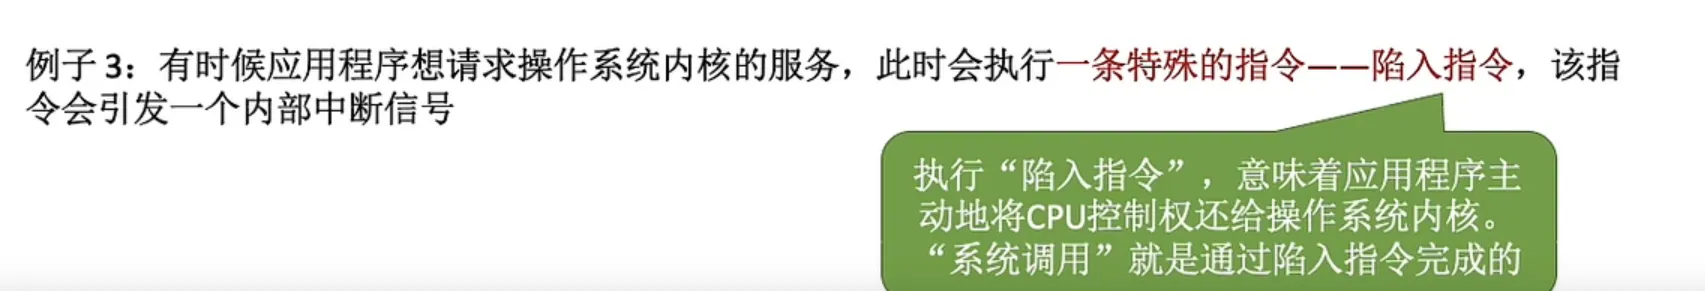 例子 3：有时候应用程序想请求操作系统内核的服务，此时会执行一条特殊的指令——陷入指令，该指
令会引发一个内部中断信号
执行“陷入指令”，意味着应用程序主
动地将CPU控制权还给操作系统内核。
“系统调用”就是通过陷入指令完成的